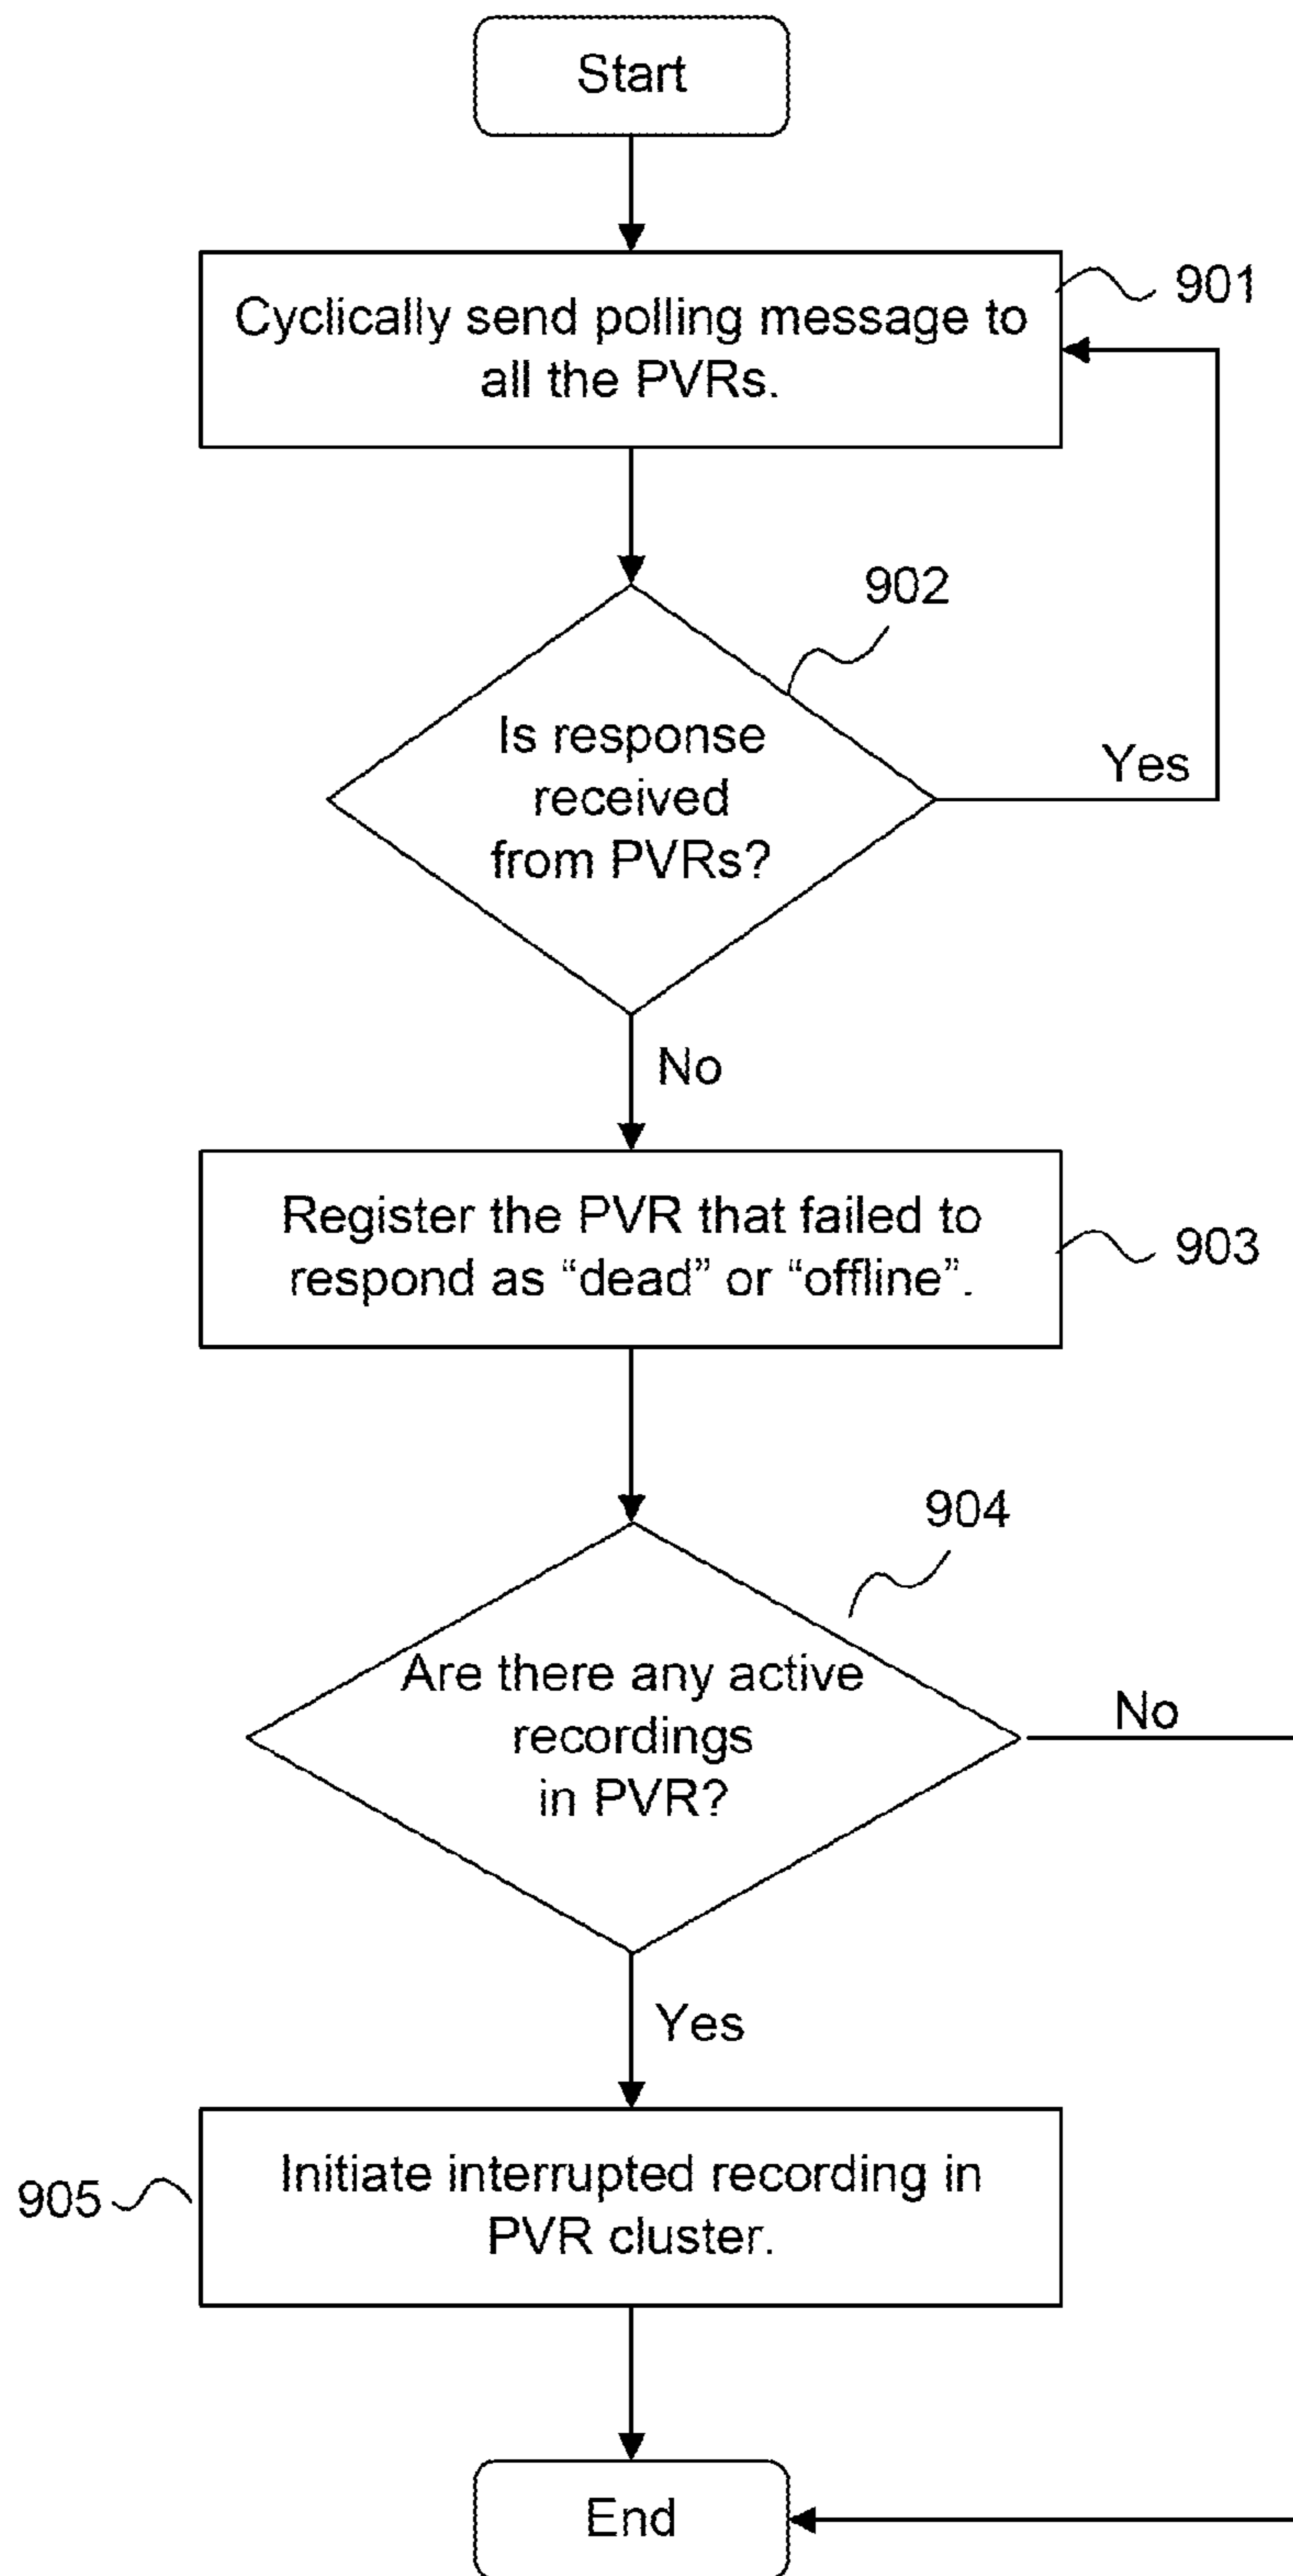 Start
Cyclically send polling message to
all the PVRs.
901
902
Is response
received
from PVRs?
Yes
No
Register the PVR that failed to
respond as “dead” or “offline”.
903
904
Are there any active
recordings
in PVR?
No
Yes
905
Initiate interrupted recording in
PVR cluster.
End